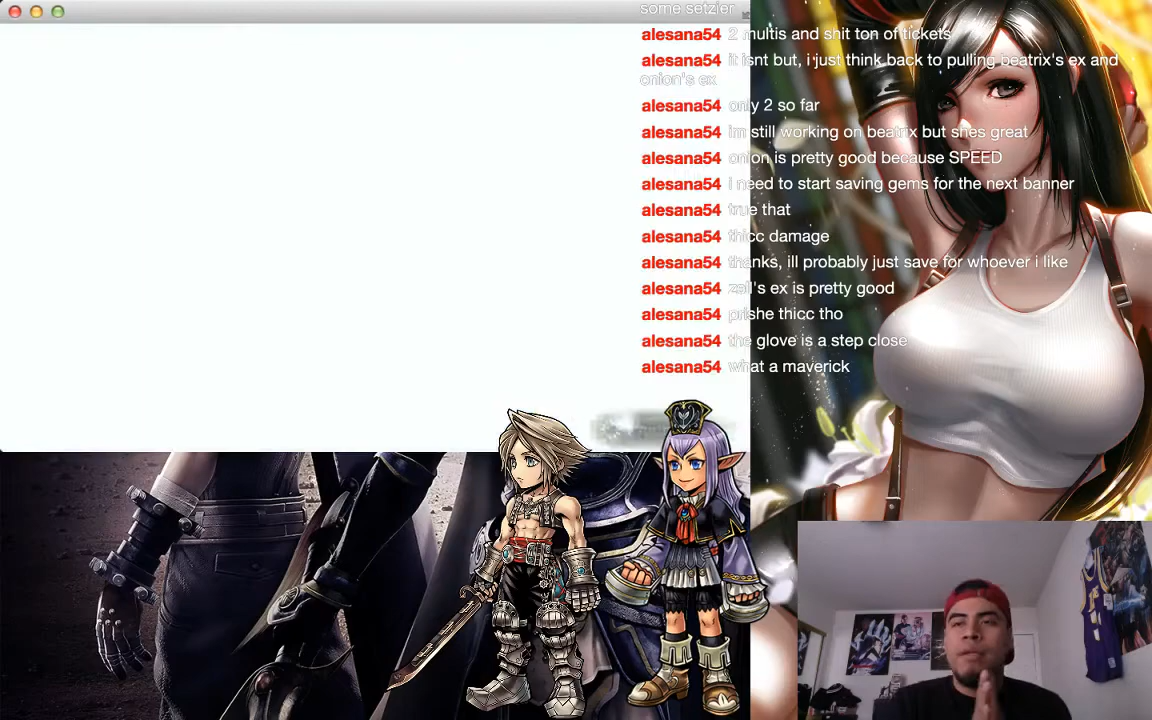 some setzier
alesana54 2 multis and shit ton of tickets
alesana54 it isnt but, i just think back to pulling beatrix's ex and
onion's ex
alesana54 only 2 so far
alesana54 im still working on beatrix but shes great
alesana54 onion is pretty good because SPEED
alesana54 i need to start saving gems for the next banner
alesana54 true that
alesana54 thicc damage
alesana54 thanks, ill probably just save for whoever i like
alesana54 zell's ex is pretty good
alesana54 prishe thicc tho
alesana54 the glove is a step close
alesana54 what a maverick